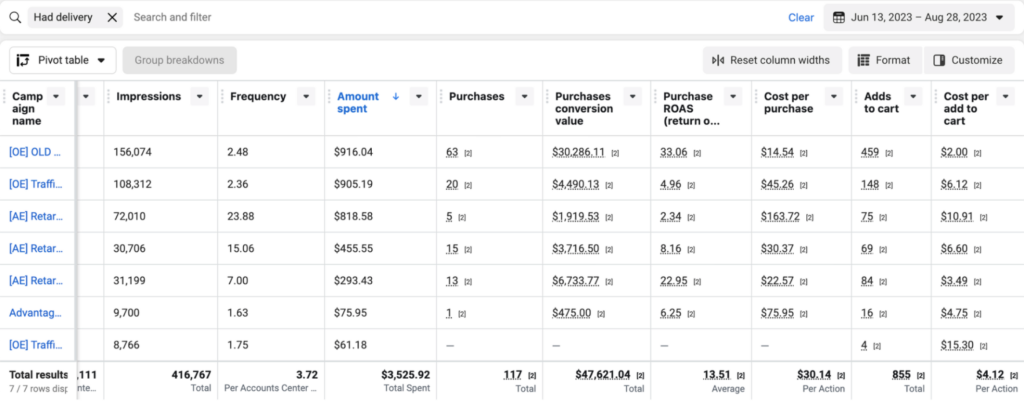 Had delivery × Search and filter Clear Jun 13, 2023 – Aug 28, 2023
Pivot table Group breakdowns Reset column widths Format Customize
Camp Impressions Frequency Amount ↓ Purchases Purchases Purchase Cost per Adds Cost per
aign spent conversion ROAS purchase to cart add to
name value (return o... cart
[OE] OLD ... 156,074 2.48 $916.04 63 [2] $30,286.11 [2] 33.06 [2] $14.54 [2] 459 [2] $2.00 [2]
[OE] Traffi... 108,312 2.36 $905.19 20 [2] $4,490.13 [2] 4.96 [2] $45.26 [2] 148 [2] $6.12 [2]
[AE] Retar... 72,010 23.88 $818.58 5 [2] $1,919.53 [2] 2.34 [2] $163.72 [2] 75 [2] $10.91 [2]
[AE] Retar... 30,706 15.06 $455.55 15 [2] $3,716.50 [2] 8.16 [2] $30.37 [2] 69 [2] $6.60 [2]
[AE] Retar... 31,199 7.00 $293.43 13 [2] $6,733.77 [2] 22.95 [2] $22.57 [2] 84 [2] $3.49 [2]
Advantag... 9,700 1.63 $75.95 1 [2] $475.00 [2] 6.25 [2] $75.95 [2] 16 [2] $4.75 [2]
[OE] Traffi... 8,766 1.75 $61.18 — — — — 4 [2] $15.30 [2]
Total results ,111 416,767 3.72 $3,525.92 117 [2] $47,621.04 [2] 13.51 [2] $30.14 [2] 855 [2] $4.12 [2]
7 / 7 rows disp nte... Total Per Accounts Center ... Total Spent Total Total Average Per Action Total Per Action